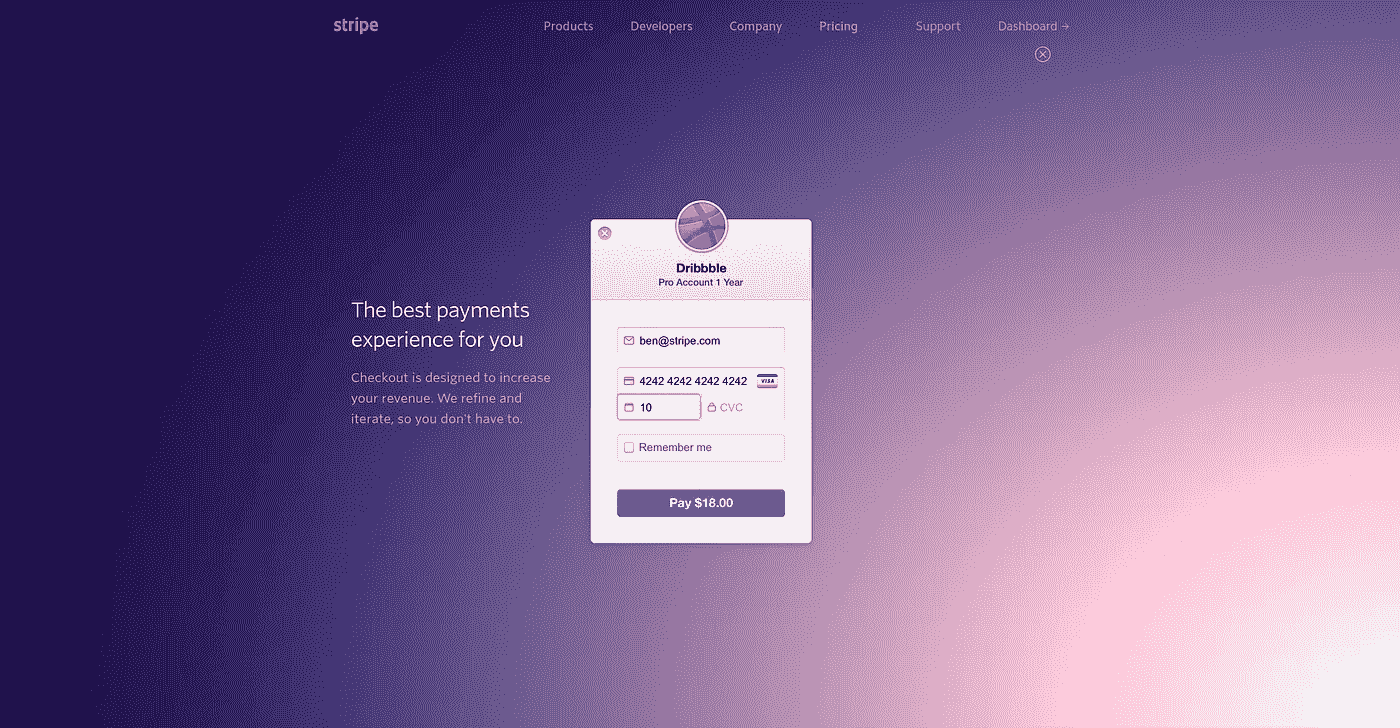 stripe Products Developers Company Pricing Support Dashboard →
The best payments
experience for you
Checkout is designed to increase
your revenue. We refine and
iterate, so you don't have to.
Dribbble
Pro Account 1 Year
ben@stripe.com
4242 4242 4242 4242 VISA
10 CVC
Remember me
Pay $18.00